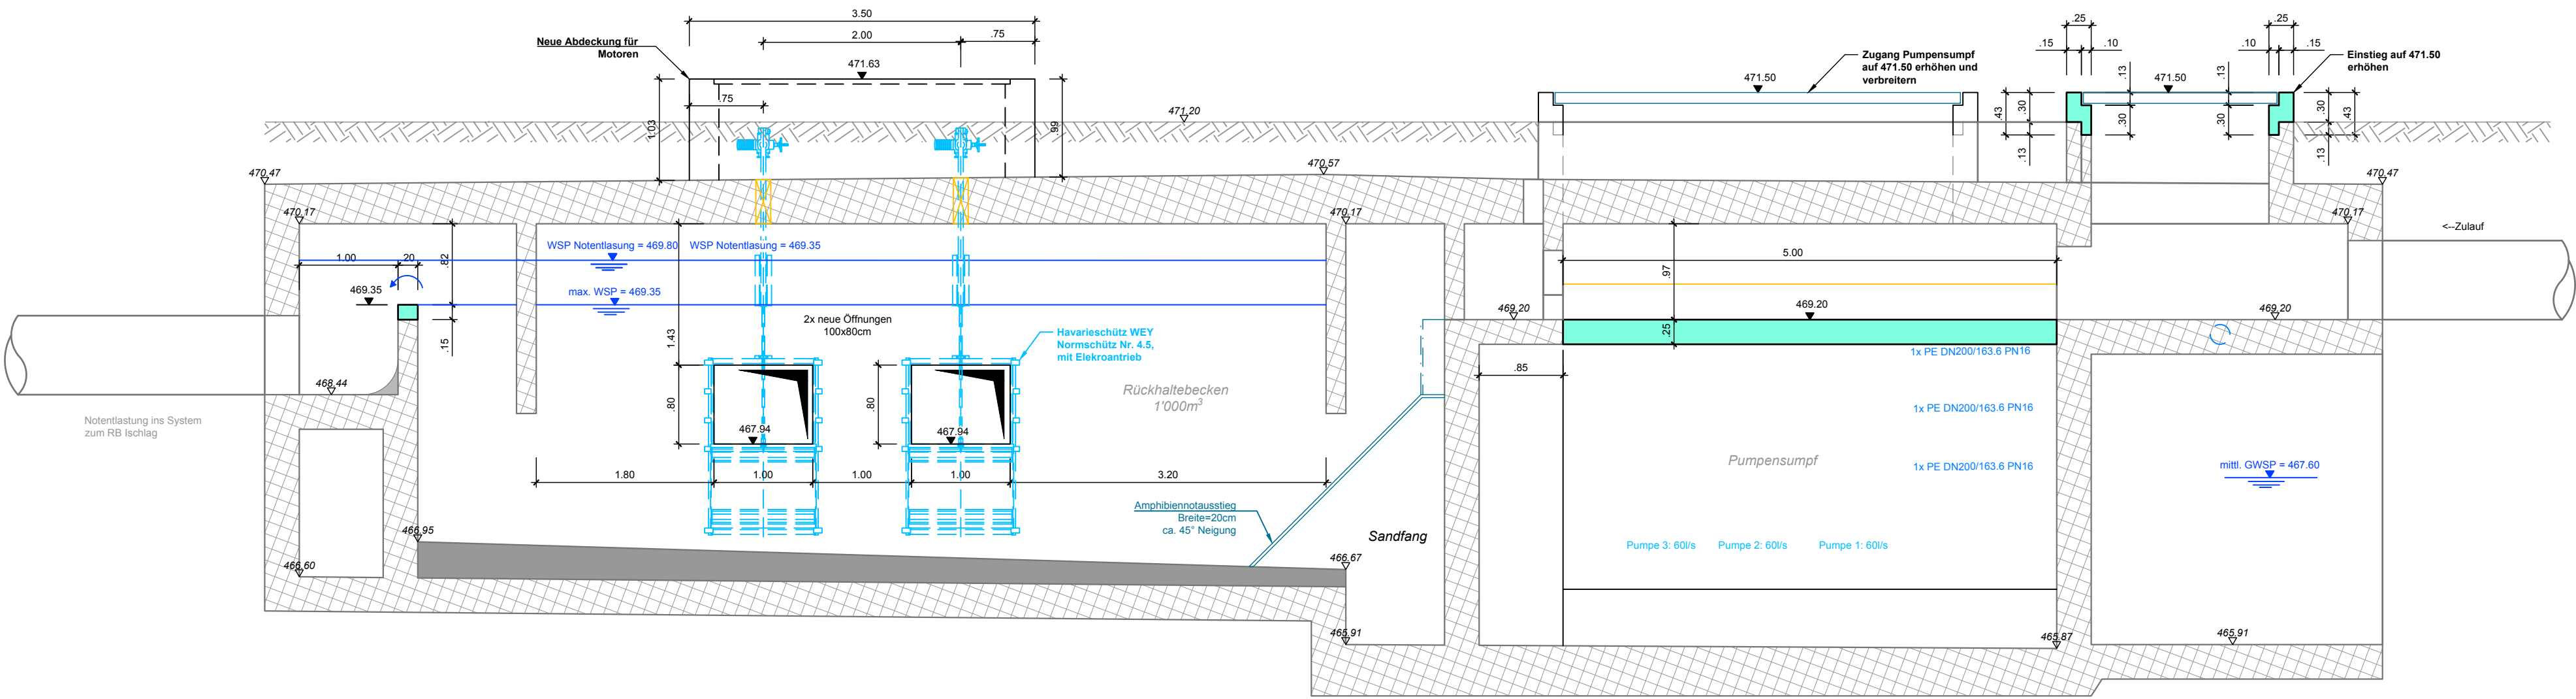 3.50
2.00
.75
Neue Abdeckung für
Motoren
471.63
.75
1.03
.99
471.20
471.50
Zugang Pumpensumpf
auf 471.50 erhöhen und
verbreitern
.25
.15
.10
.13
.43
.30
.30
.13
471.50
.25
.10
.15
.13
.30
.30
.43
.13
Einstieg auf 471.50
erhöhen
470.47
470.57
470.47
470.17
470.17
470.17
<--Zulauf
WSP Notentlasung = 469.80
WSP Notentlasung = 469.35
1.00
20
.82
469.35
max. WSP = 469.35
.15
1.43
2x neue Öffnungen
100x80cm
Havarieschütz WEY
Normschütz Nr. 4.5,
mit Elekroantrieb
5.00
.97
469.20
469.20
469.20
.25
.85
1x PE DN200/163.6 PN16
1x PE DN200/163.6 PN16
1x PE DN200/163.6 PN16
468.44
Notentlastung ins System
zum RB Ischlag
.80
.80
467.94
467.94
Rückhaltebecken
1'000m³
1.80
1.00
1.00
1.00
3.20
Pumpensumpf
mittl. GWSP = 467.60
Amphibiennotausstieg
Breite=20cm
ca. 45° Neigung
466.95
Sandfang
Pumpe 3: 60l/s
Pumpe 2: 60l/s
Pumpe 1: 60l/s
466.60
466.67
465.91
465.87
465.91